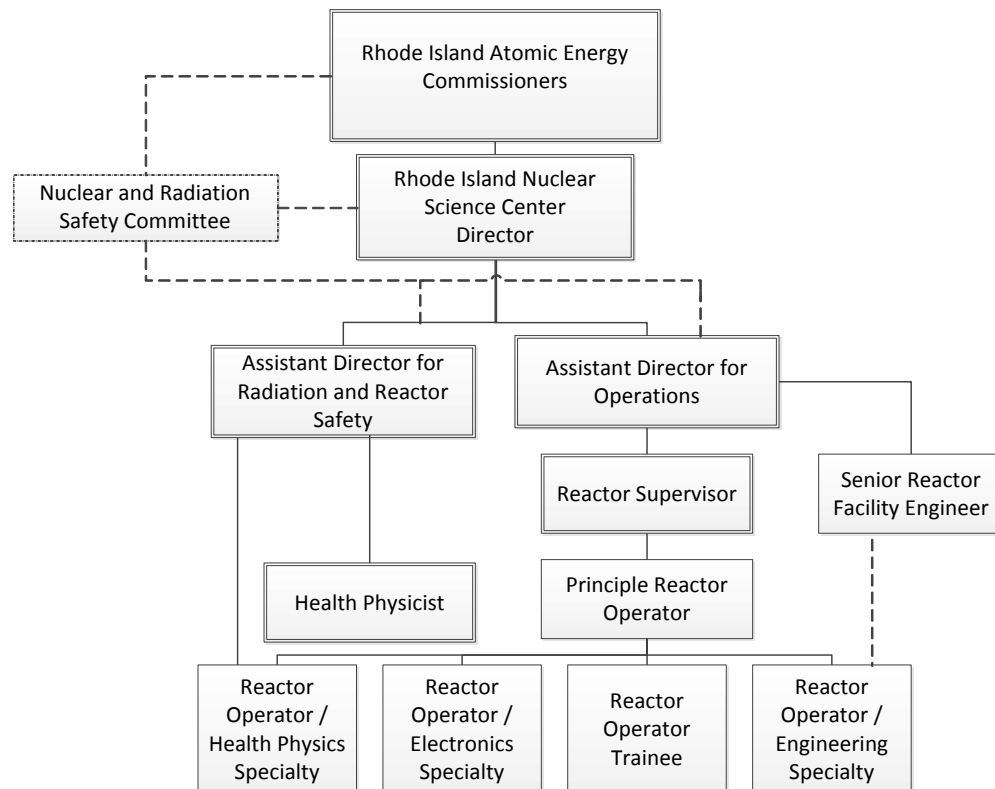 Rhode Island Atomic Energy
Commissioners
Nuclear and Radiation
Safety Committee
Rhode Island Nuclear
Science Center
Director
Assistant Director for
Radiation and Reactor
Safety
Assistant Director for
Operations
Reactor Supervisor
Senior Reactor
Facility Engineer
Health Physicist
Principle Reactor
Operator
Reactor
Operator /
Health Physics
Specialty
Reactor
Operator /
Electronics
Specialty
Reactor
Operator
Trainee
Reactor
Operator /
Engineering
Specialty